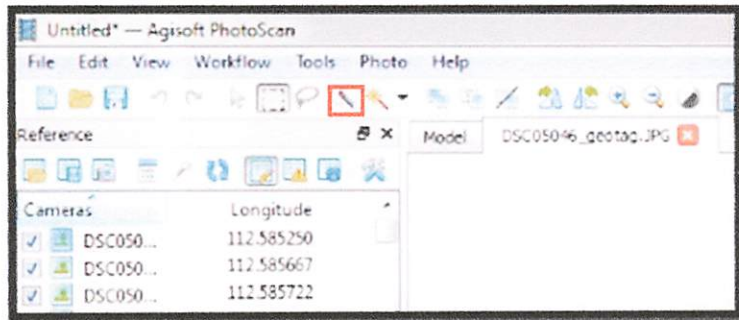 Untitled* — Agisoft PhotoScan
File Edit View Workflow Tools Photo Help
Reference
Model DSC05046_geotag.JPG
Cameras Longitude
DSC050... 112.585250
DSC050... 112.585667
DSC050... 112.585722